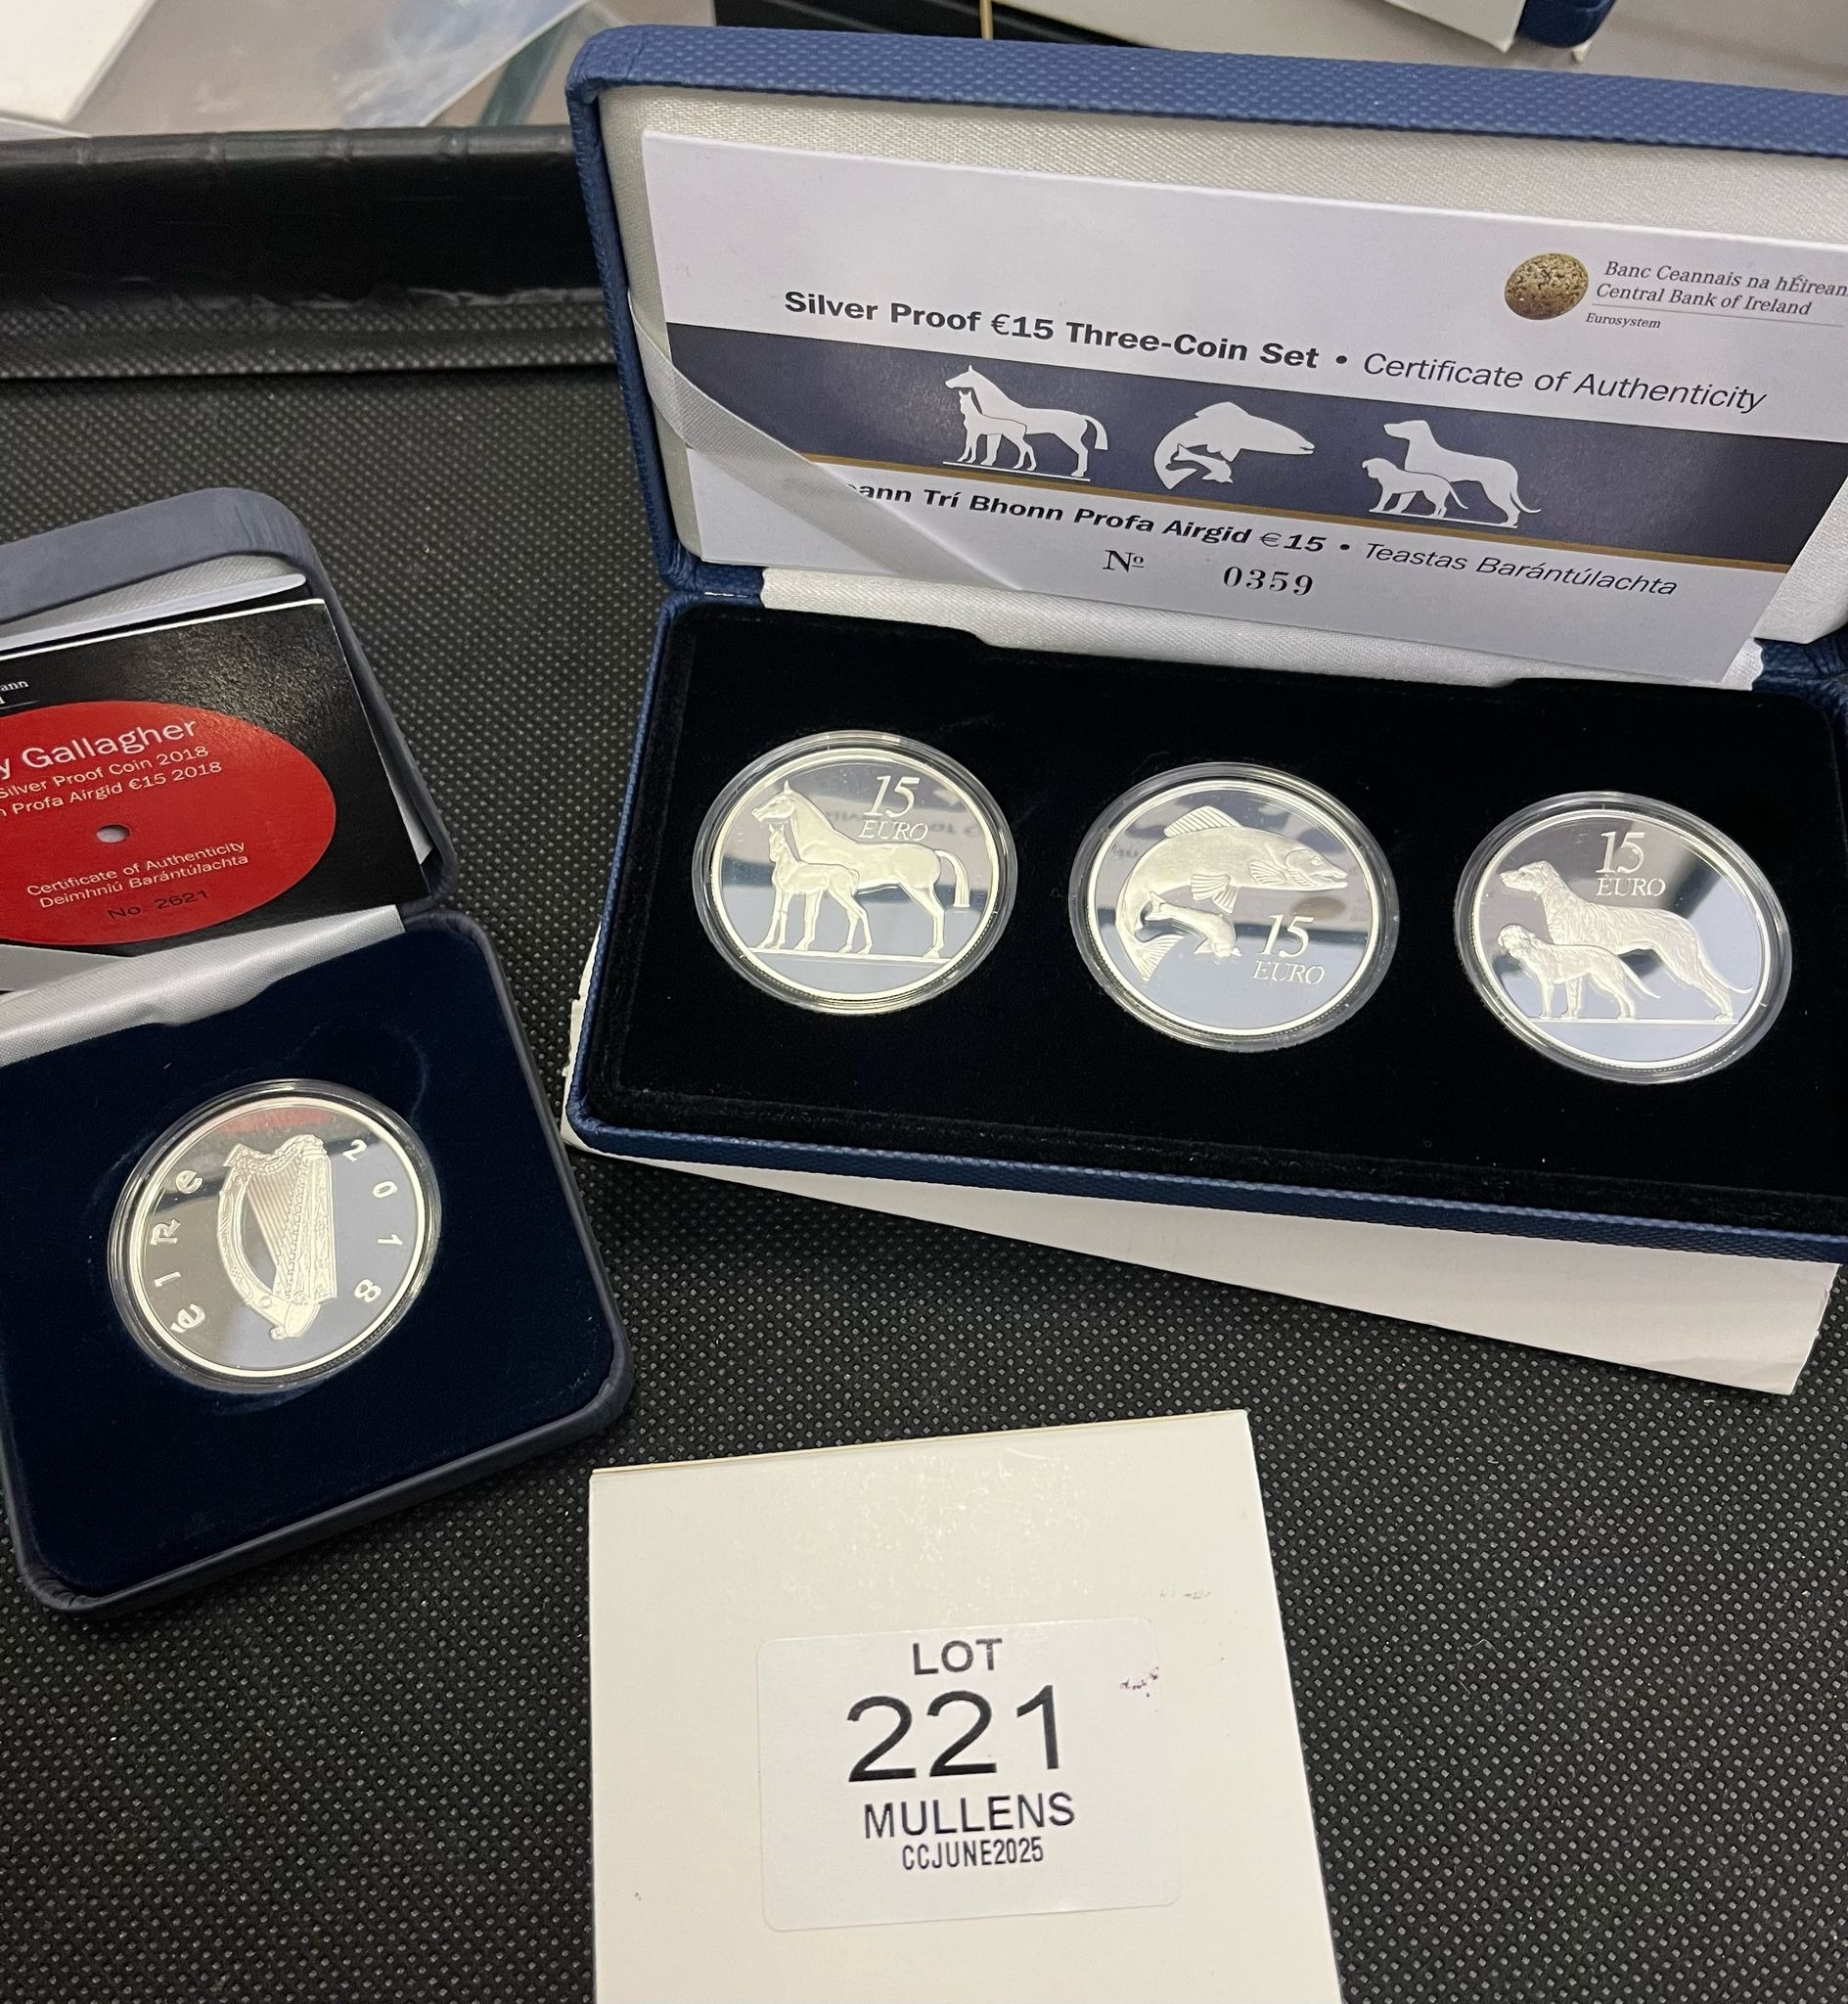 Banc Ceannais na hÉirean
Central Bank of Ireland
Eurosystem
Silver Proof €15 Three-Coin Set • Certificate of Authenticity
ann Trí Bhonn Profa Airgid €15 • Teastas Barántúlachta
Nº 0359
15
EURO
15
EURO
15
EURO
ann
y Gallagher
Silver Proof Coin 2018
n Profa Airgid €15 2018
Certificate of Authenticity
Deimhniú Barántúlachta
No 2621
éIRe 2018
LOT
221
MULLENS
CCJUNE2025